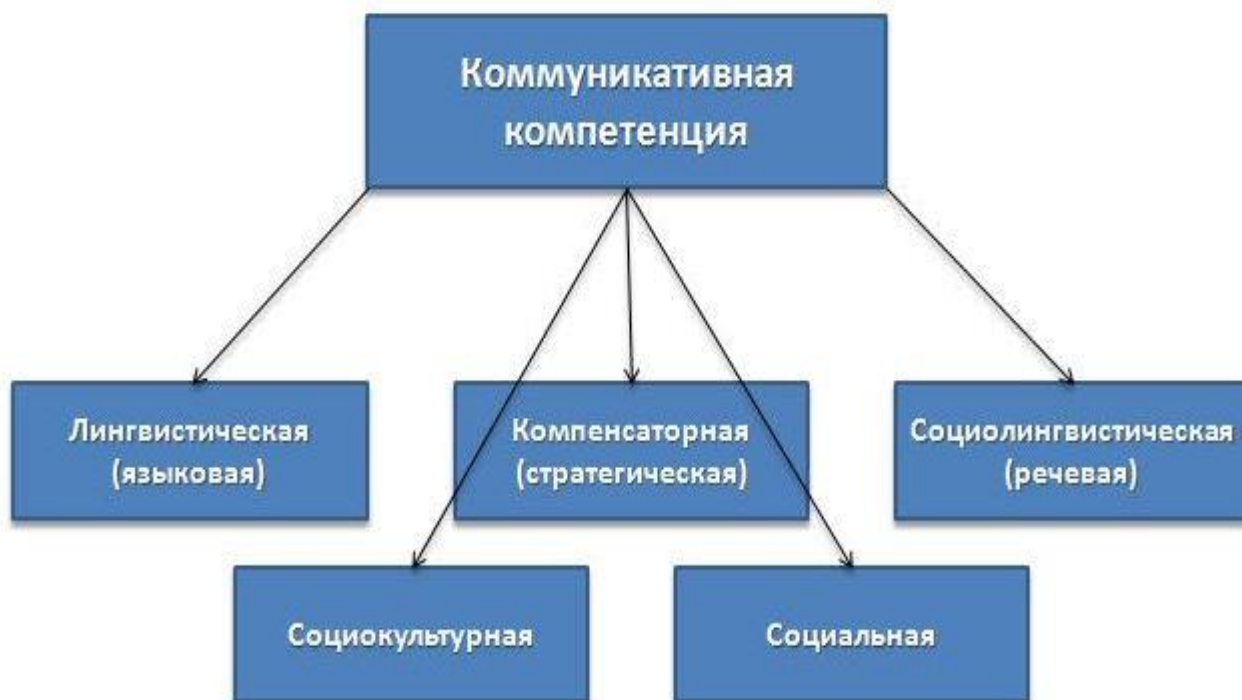 Коммуникативная
компетенция
Лингвистическая
(языковая)
Компенсаторная
(стратегическая)
Социолингвистическая
(речевая)
Социокультурная
Социальная